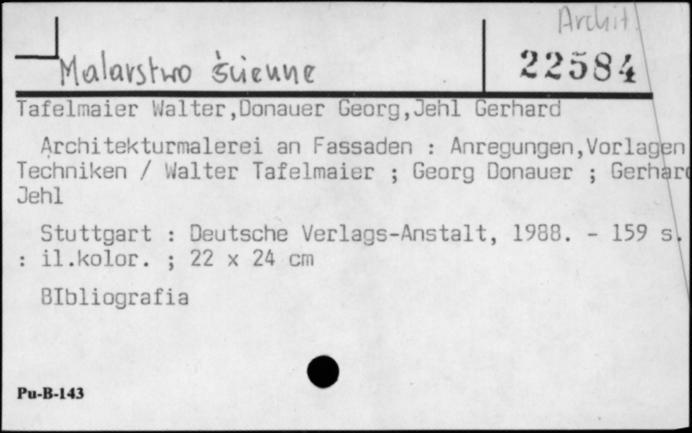 Archit.
Malarstwo ścienne
22584
Tafelmaier Walter,Donauer Georg,Jehl Gerhard
Architekturmalerei an Fassaden : Anregungen,Vorlagen
Techniken / Walter Tafelmaier ; Georg Donauer ; Gerhard
Jehl
Stuttgart : Deutsche Verlags-Anstalt, 1988. - 159 s.
: il.kolor. ; 22 x 24 cm
BIbliografia
Pu-B-143